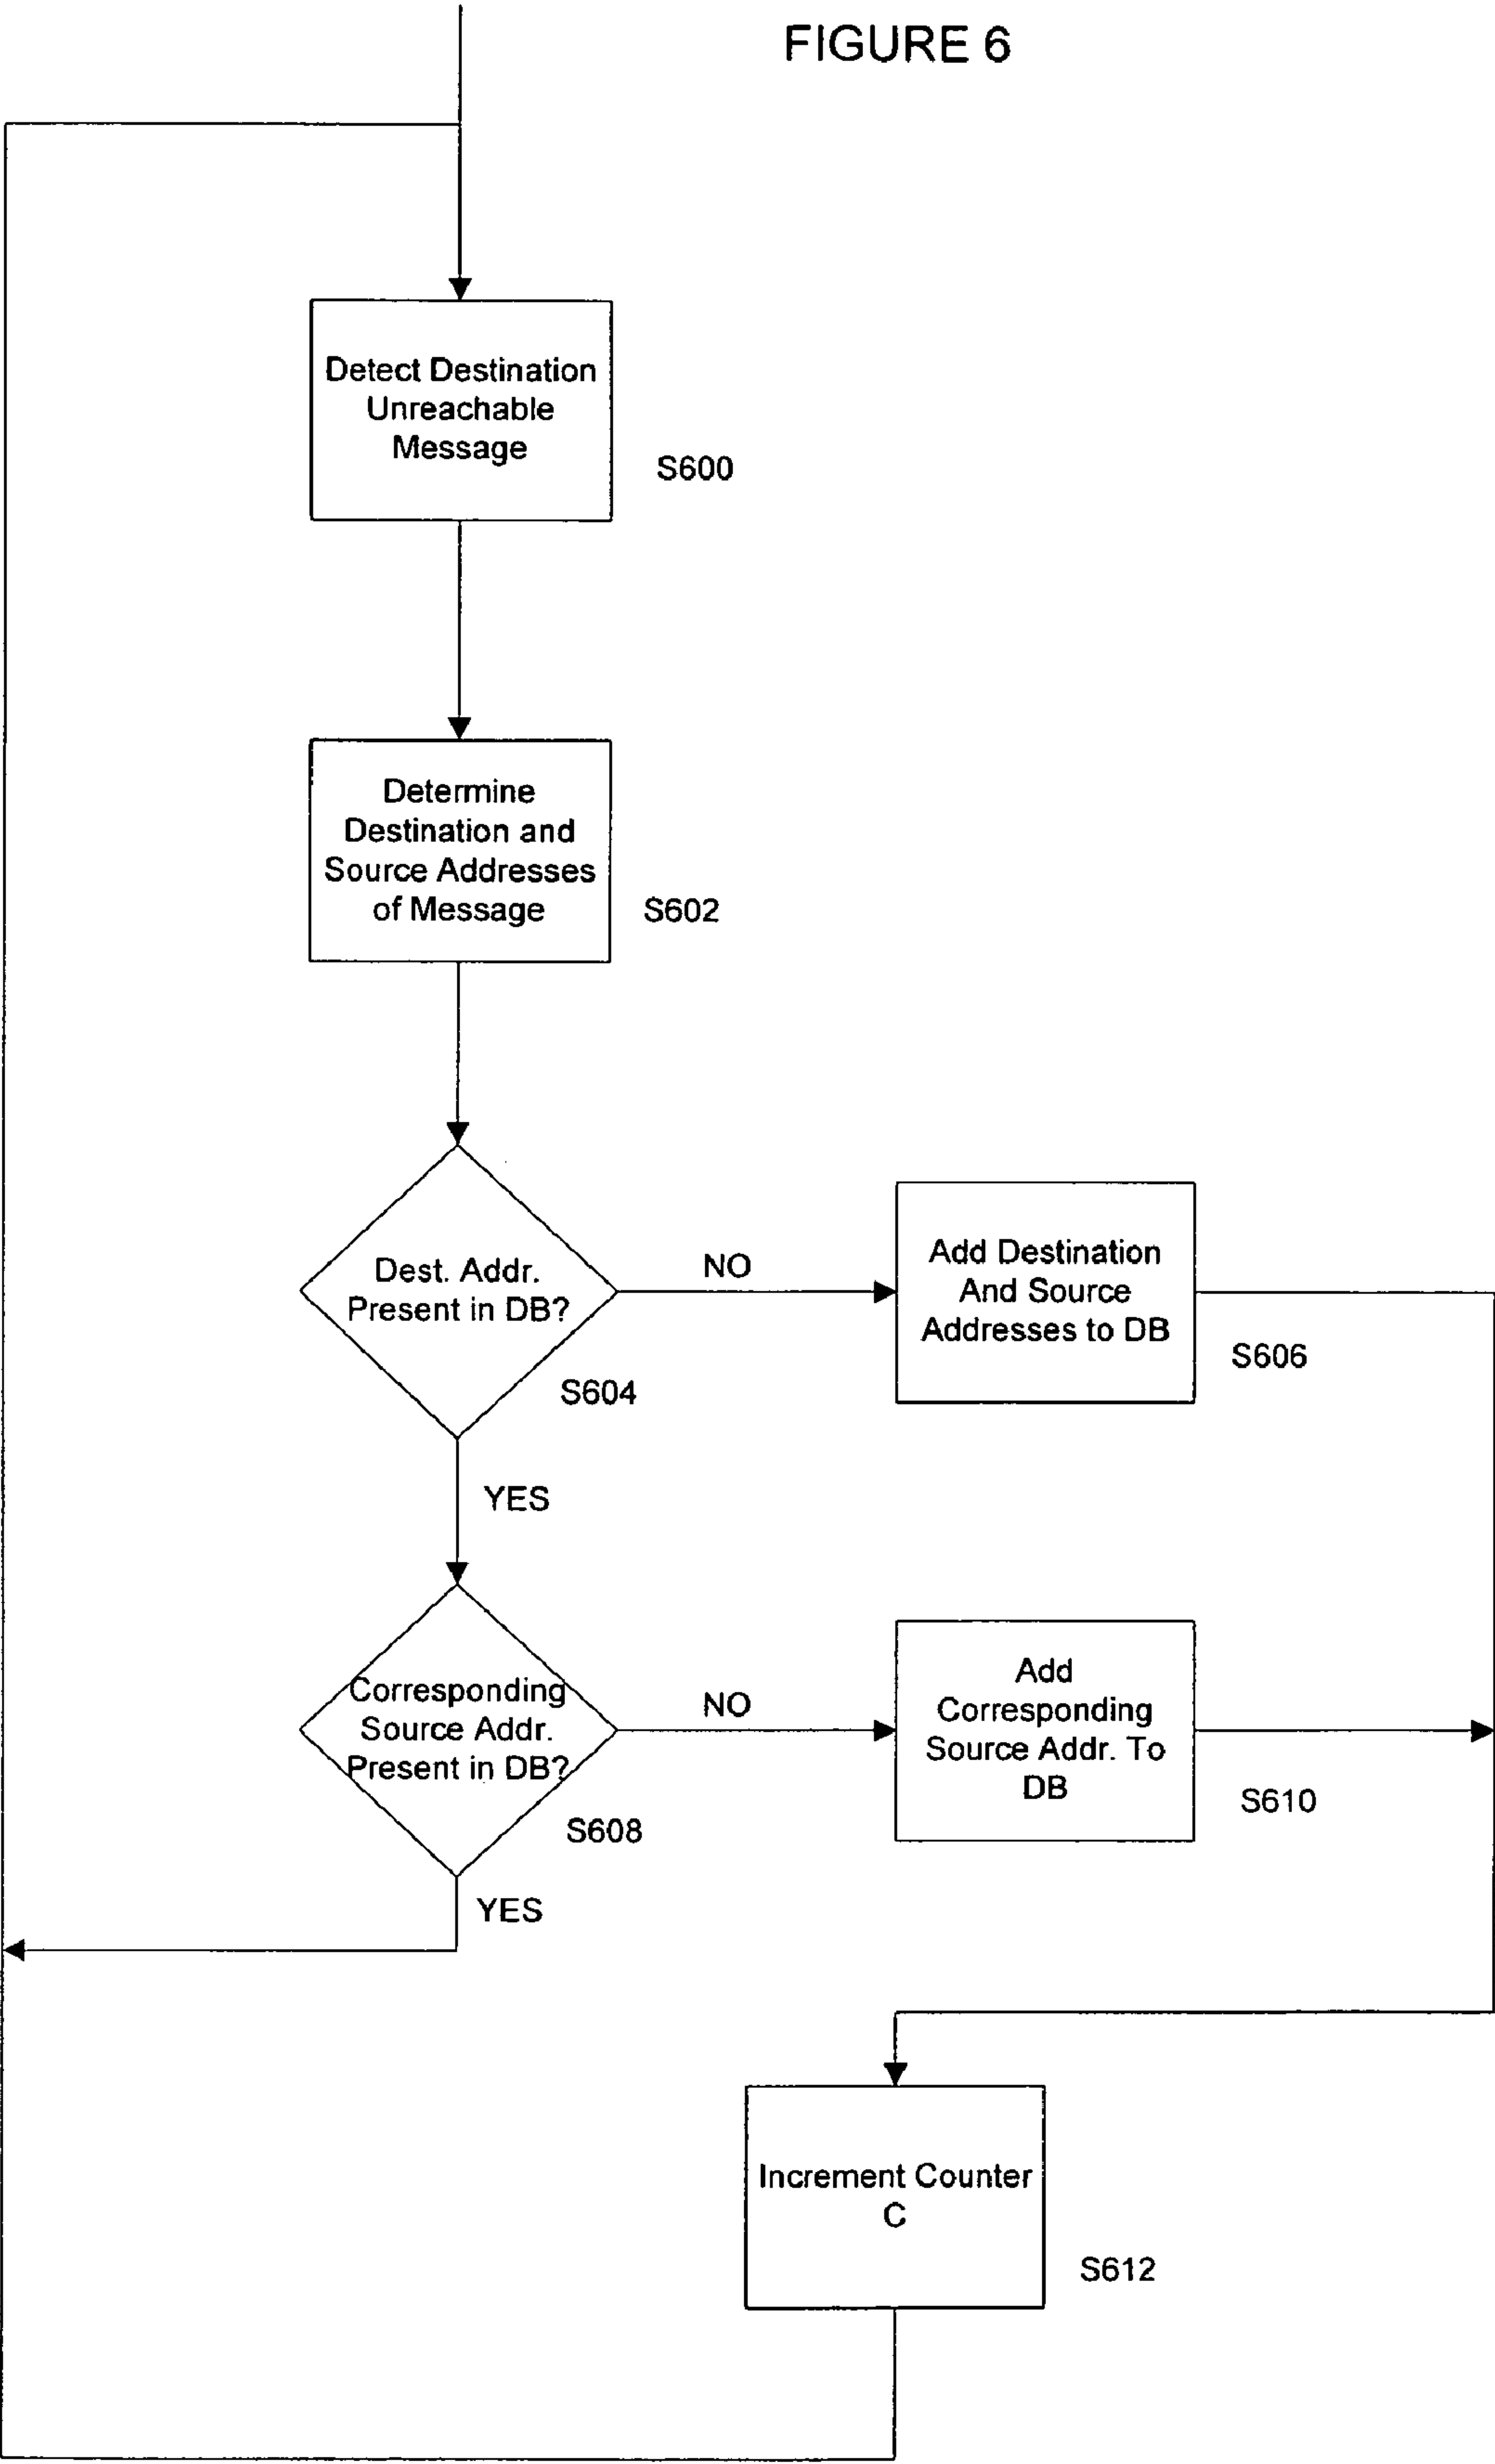 FIGURE 6
Detect Destination
Unreachable
Message
S600
Determine
Destination and
Source Addresses
of Message
S602
Dest. Addr.
Present in DB?
S604
NO
Add Destination
And Source
Addresses to DB
S606
YES
Corresponding
Source Addr.
Present in DB?
S608
NO
Add
Corresponding
Source Addr. To
DB
S610
YES
Increment Counter
C
S612